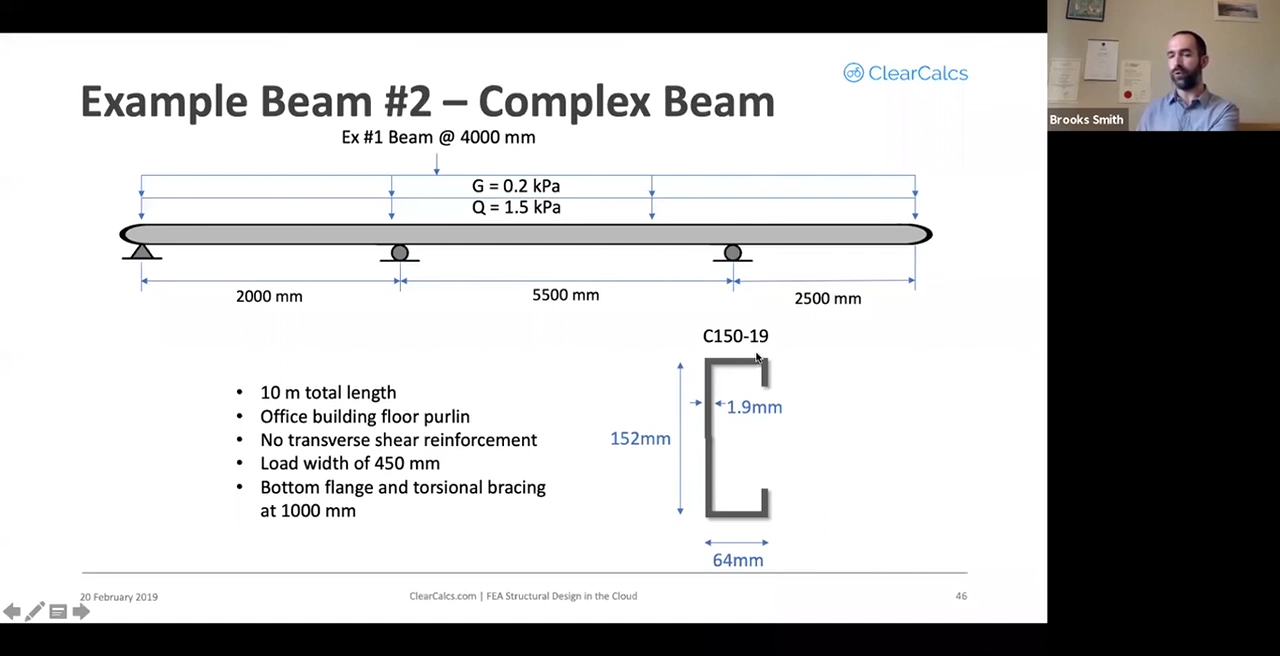 ClearCalcs
Example Beam #2 – Complex Beam
Ex #1 Beam @ 4000 mm
G = 0.2 kPa
Q = 1.5 kPa
2000 mm
5500 mm
2500 mm
C150-19
1.9mm
152mm
64mm
• 10 m total length
• Office building floor purlin
• No transverse shear reinforcement
• Load width of 450 mm
• Bottom flange and torsional bracing
at 1000 mm
20 February 2019
ClearCalcs.com | FEA Structural Design in the Cloud
46
Brooks Smith